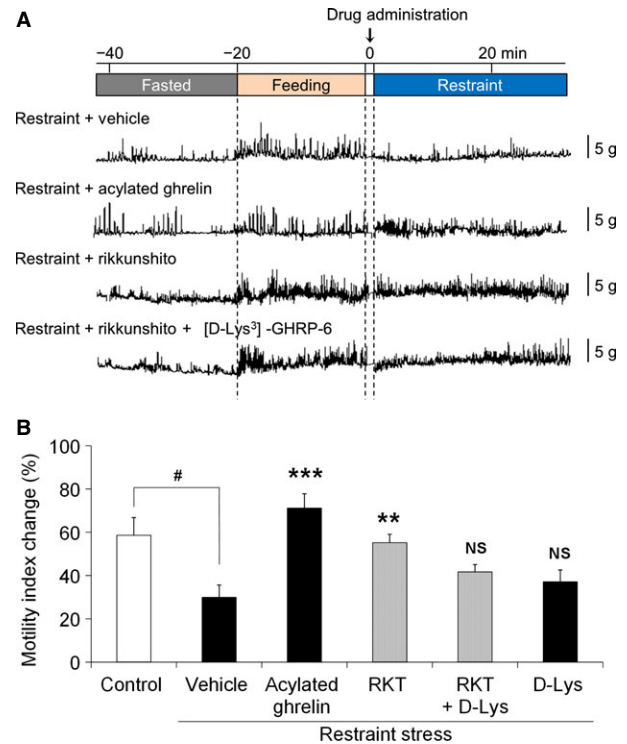 A
Drug administration
−40 −20 0 20 min
Fasted Feeding Restraint
Restraint + vehicle
5 g
Restraint + acylated ghrelin
5 g
Restraint + rikkunshito
5 g
Restraint + rikkunshito + [D-Lys³] -GHRP-6
5 g
B
Motility index change (%)
100
80
60
40
20
0
#
***
**
NS
NS
Control Vehicle Acylated ghrelin RKT RKT + D-Lys D-Lys
Restraint stress